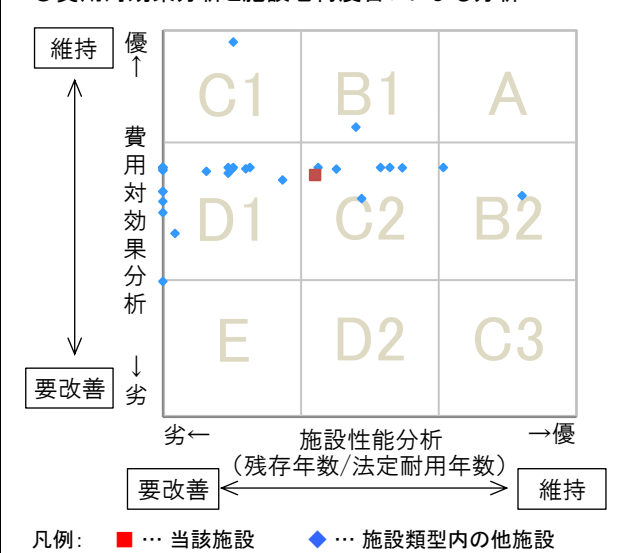 維持
優
↑
費用対効果分析
↓
劣
要改善
C1 B1 A
D1 C2 B2
E D2 C3
劣← 施設性能分析 →優
(残存年数/法定耐用年数)
要改善 維持
凡例: ■ … 当該施設 ◆ … 施設類型内の他施設